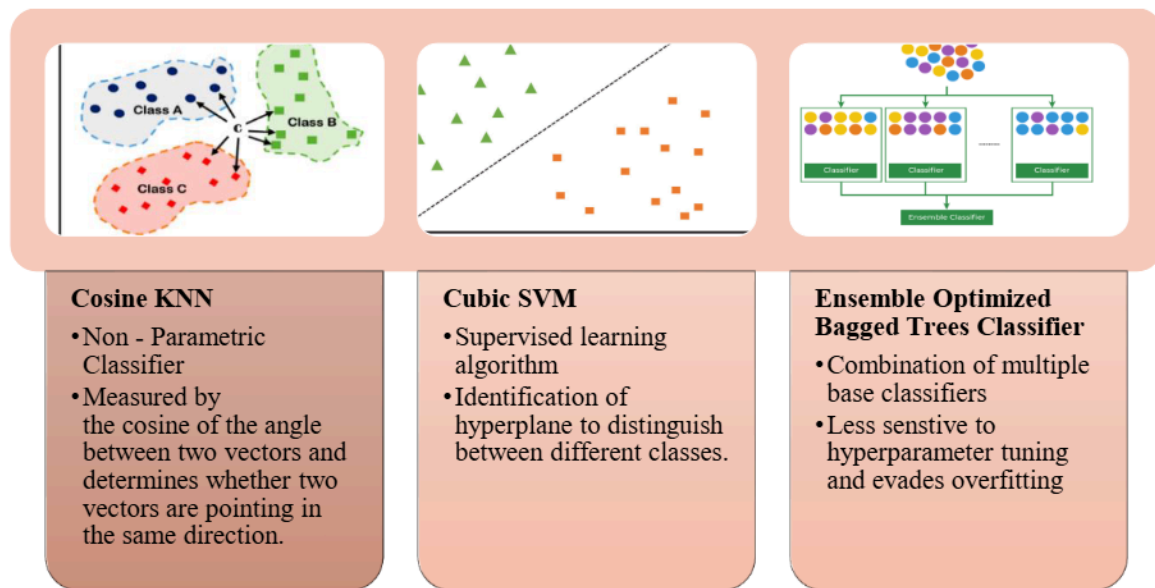 Class A
Class B
C
Class C
Classifier
Classifier
Classifier
Ensemble Classifier
Cosine KNN
•Non - Parametric
Classifier
•Measured by
the cosine of the angle
between two vectors and
determines whether two
vectors are pointing in
the same direction.
Cubic SVM
•Supervised learning
algorithm
•Identification of
hyperplane to distinguish
between different classes.
Ensemble Optimized
Bagged Trees Classifier
•Combination of multiple
base classifiers
•Less senstive to
hyperparameter tuning
and evades overfitting